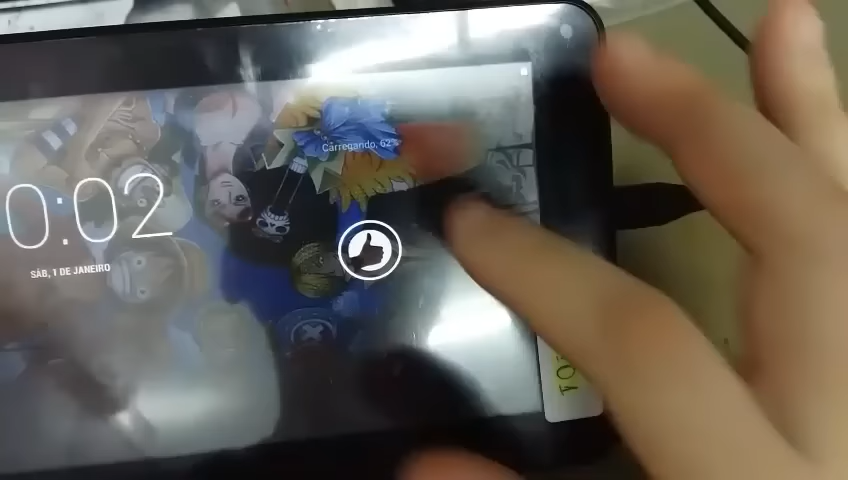 Carregando, 62%
0:02
SÁB, 1 DE JANEIRO